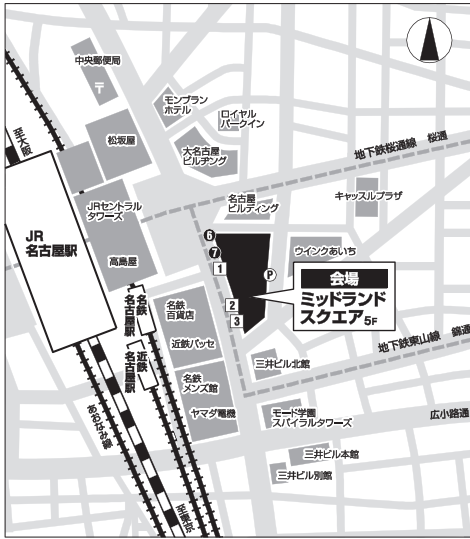 中央郵便局
〒
モンブラン
ホテル
ロイヤル
パークイン
松坂屋
大名古屋
ビルヂング
至大阪
地下鉄桜通線 桜通
JRセントラル
タワーズ
名古屋
ビルディング
キャッスルプラザ
JR
名古屋駅
高島屋
6
7
1
ウインクあいち
P
会場
ミッドランド
スクエア5F
名鉄
名古屋駅
名鉄
百貨店
2
3
近鉄
名古屋駅
近鉄パッセ
地下鉄東山線 錦通
三井ビル北館
名鉄
メンズ館
あおなみ線
ヤマダ電機
モード学園
スパイラルタワーズ
広小路通
三井ビル本館
三井ビル別館
至東京